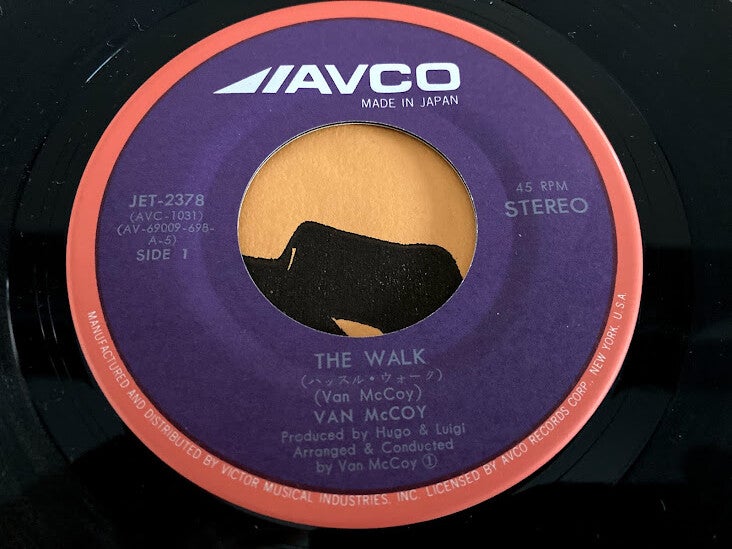 AVCO
MADE IN JAPAN
JET-2378
(AVC-1031)
(AV-69009-698-
A-5)
SIDE 1
45 RPM
STEREO
THE WALK
(ハッスル・ウォーク)
(Van McCoy)
VAN McCOY
Produced by Hugo & Luigi
Arranged & Conducted
by Van McCoy ①
MANUFACTURED AND DISTRIBUTED BY VICTOR MUSICAL INDUSTRIES, INC. LICENSED BY AVCO RECORDS CORP., NEW YORK, U.S.A.